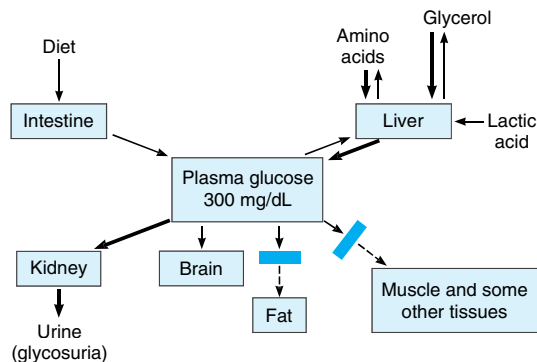 Diet
Amino
acids
Glycerol
Intestine
Liver
Lactic
acid
Plasma glucose
300 mg/dL
Kidney
Brain
Fat
Muscle and some
other tissues
Urine
(glycosuria)